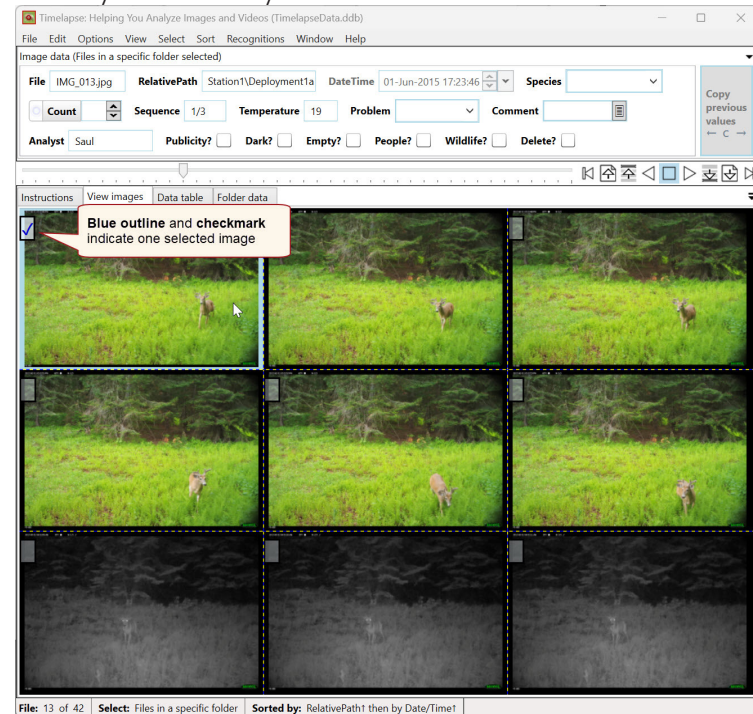 Timelapse: Helping You Analyze Images and Videos (TimelapseData.ddb)
File Edit Options View Select Sort Recognitions Window Help
Image data (Files in a specific folder selected)
File IMG_013.jpg RelativePath Station1\Deployment1a DateTime 01-Jun-2015 17:23:46 Species
Count Sequence 1/3 Temperature 19 Problem Comment
Analyst Saul Publicity? Dark? Empty? People? Wildlife? Delete?
Copy
previous
values
← C →
Instructions View images Data table Folder data
Blue outline and checkmark
indicate one selected image
File: 13 of 42 Select: Files in a specific folder Sorted by: RelativePath↑ then by Date/Time↑